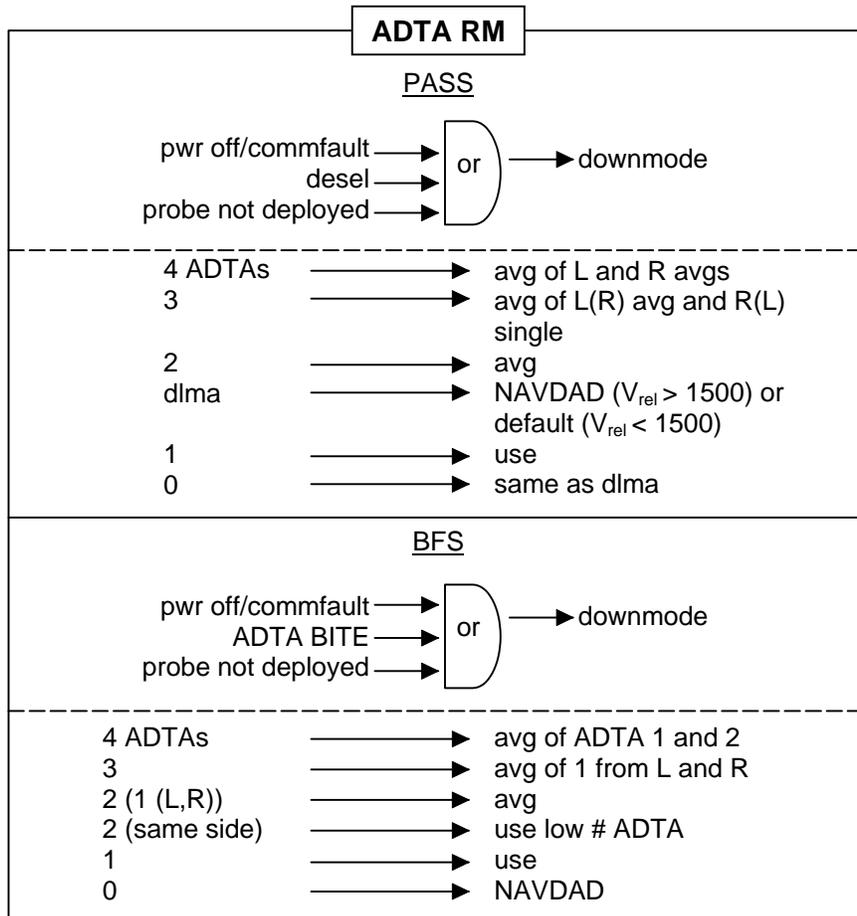 ADTA RM
PASS
pwr off/commfault
desel
probe not deployed
or
downmode
4 ADTAs avg of L and R avgs
3 avg of L(R) avg and R(L)
single
2 avg
dlma NAVDAD (Vrel > 1500) or
default (Vrel < 1500)
1 use
0 same as dlma
BFS
pwr off/commfault
ADTA BITE
probe not deployed
or
downmode
4 ADTAs avg of ADTA 1 and 2
3 avg of 1 from L and R
2 (1 (L,R)) avg
2 (same side) use low # ADTA
1 use
0 NAVDAD